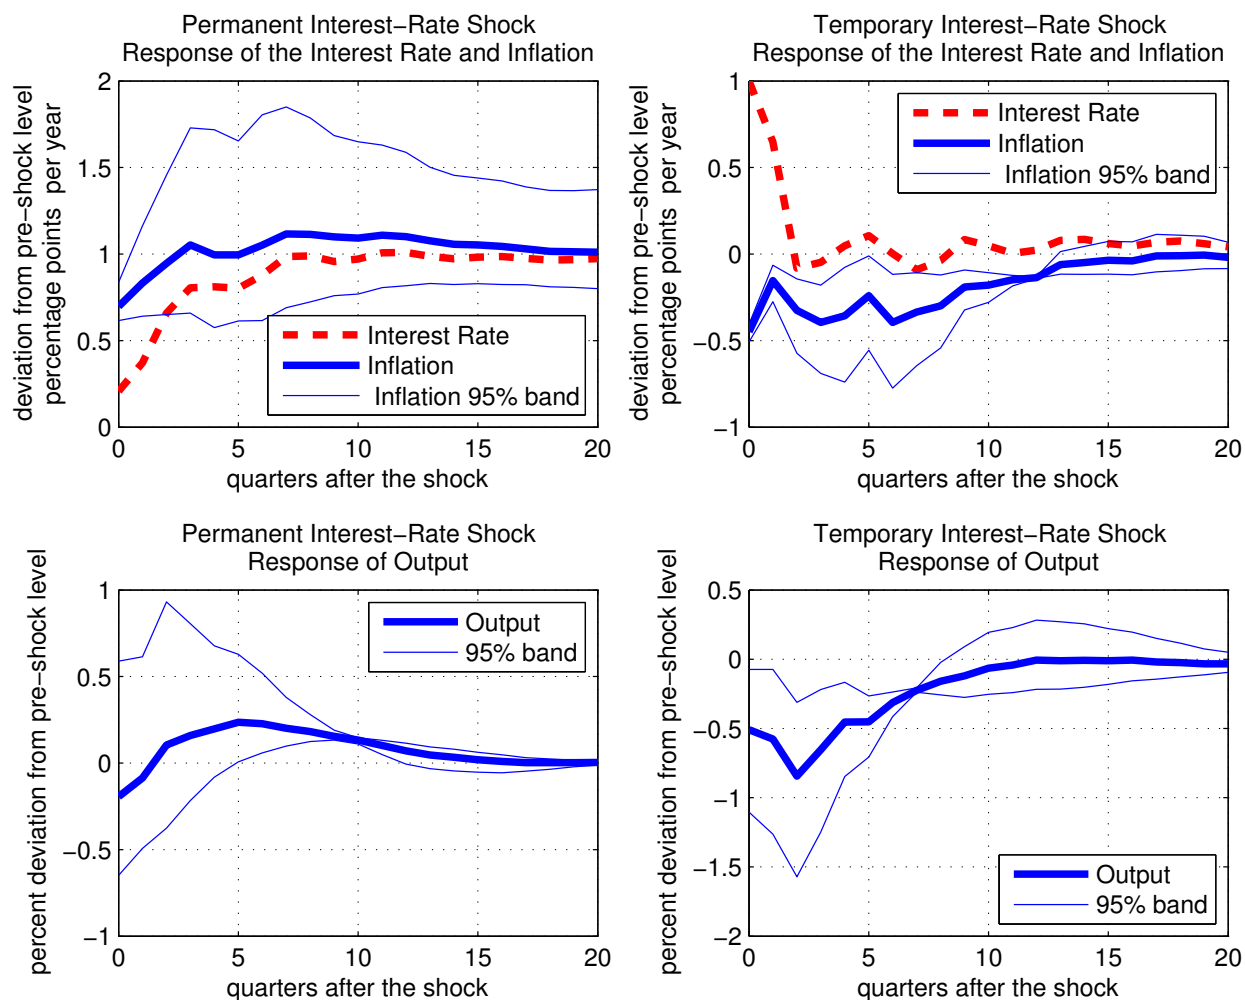 Permanent Interest−Rate Shock
Response of the Interest Rate and Inflation
deviation from pre−shock level
percentage points per year
2
1.5
1
0.5
0
Interest Rate
Inflation
Inflation 95% band
0 5 10 15 20
quarters after the shock
Temporary Interest−Rate Shock
Response of the Interest Rate and Inflation
deviation from pre−shock level
percentage points per year
1
0.5
0
−0.5
−1
Interest Rate
Inflation
Inflation 95% band
0 5 10 15 20
quarters after the shock
Permanent Interest−Rate Shock
Response of Output
percent deviation from pre−shock level
1
0.5
0
−0.5
−1
Output
95% band
0 5 10 15 20
quarters after the shock
Temporary Interest−Rate Shock
Response of Output
percent deviation from pre−shock level
0.5
0
−0.5
−1
−1.5
−2
Output
95% band
0 5 10 15 20
quarters after the shock